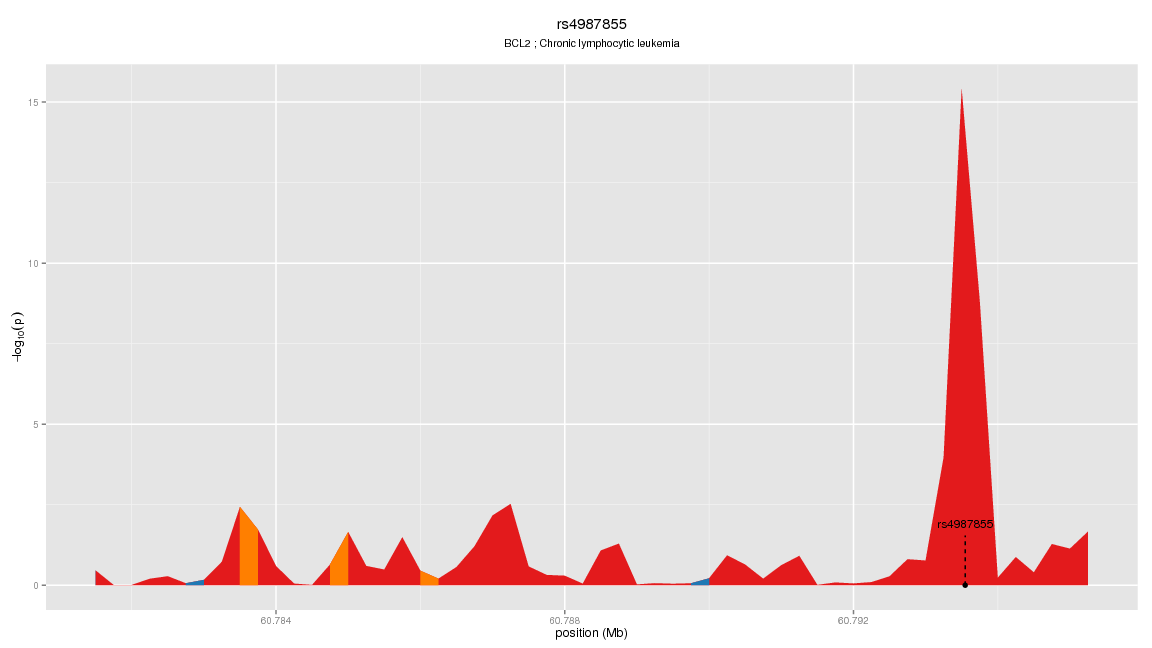 rs4987855
BCL2 ; Chronic lymphocytic leukemia
15
10
5
0
−log10(p)
rs4987855
60.784
60.788
60.792
position (Mb)